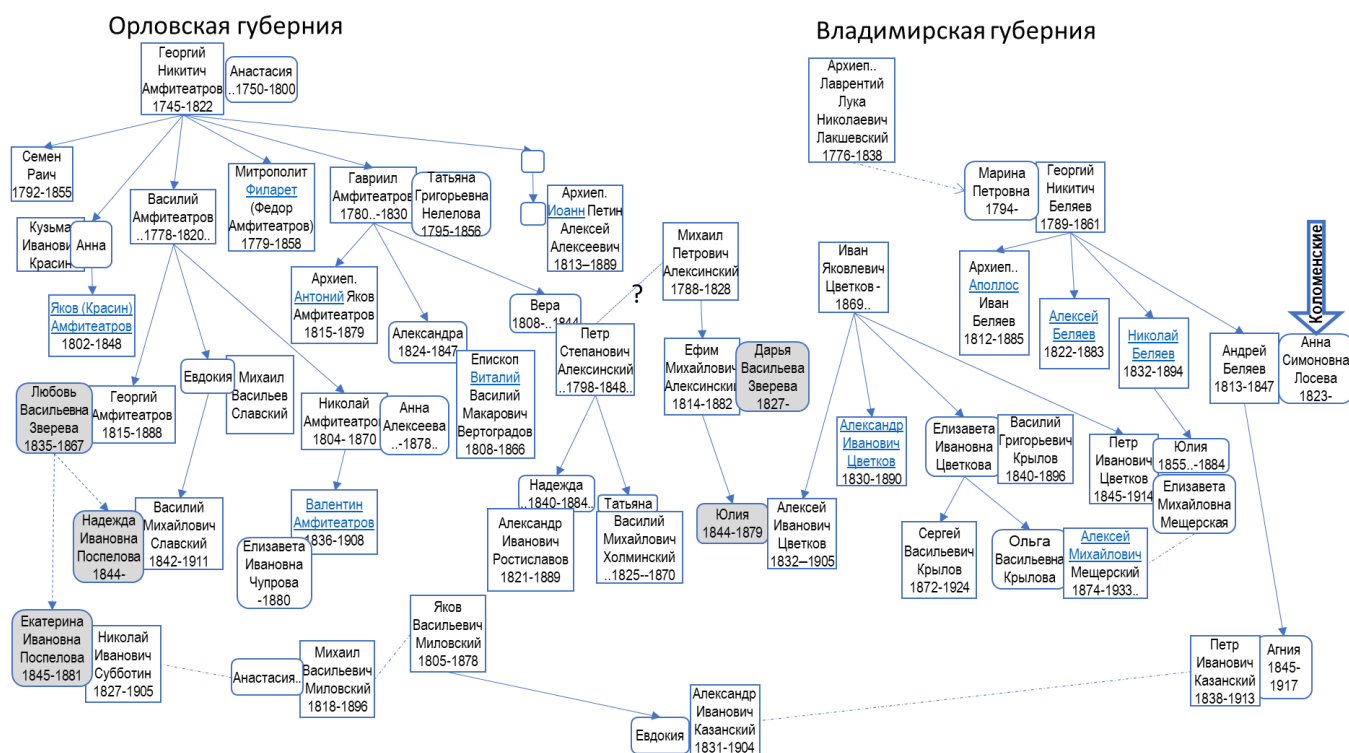 Орловская губерния
Владимирская губерния
Георгий
Никитич
Амфитеатров
1745-1822
Анастасия
..1750-1800
Архиеп..
Лаврентий
Лука
Николаевич
Лакшевский
1776-1838
Семен
Раич
1792-1855
Василий
Амфитеатров
..1778-1820..
Митрополит
Филарет
(Федор
Амфитеатров)
1779-1858
Гавриил
Амфитеатров
1780..-1830
Татьяна
Григорьевна
Нелелова
1795-1856
Архиеп.
Иоанн Петин
Алексей
Алексеевич
1813–1889
Марина
Петровна
1794-
Георгий
Никитич
Беляев
1789-1861
Кузьма
Иванови
Красин
Анна
Михаил
Петрович
Алексинский
1788-1828
Иван
Яковлевич
Цветков -
1869..
Коломенские
Яков (Красин)
Амфитеатров
1802-1848
Архиеп.
Антоний Яков
Амфитеатров
1815-1879
Александра
1824-1847
Вера
1808-..1844
?
Архиеп..
Аполлос
Иван
Беляев
1812-1885
Алексей
Беляев
1822-1883
Николай
Беляев
1832-1894
Андрей
Беляев
1813-1847
Анна
Симоновна
Лосева
1823-
Любовь
Васильевна
Зверева
1835-1867
Георгий
Амфитеатров
1815-1888
Евдокия
Михаил
Васильев
Славский
Николай
Амфитеатров
1804- 1870
Анна
Алексеева
..-1878..
Епископ
Виталий
Василий
Макарович
Вертоградов
1808-1866
Петр
Степанович
Алексинский
..1798-1848..
Ефим
Михайлович
Алексинский
1814-1882
Дарья
Васильева
Зверева
1827-
Александр
Иванович
Цветков
1830-1890
Елизавета
Ивановна
Цветкова
Василий
Григорьевич
Крылов
1840-1896
Петр
Иванович
Цветков
1845-1914
Юлия
1855..-1884
Елизавета
Михайловна
Мещерская
Надежда
Ивановна
Поспелова
1844-
Василий
Михайлович
Славский
1842-1911
Валентин
Амфитеатров
1836-1908
Елизавета
Ивановна
Чупрова
-1880
Надежда
..1840-1884..
Александр
Иванович
Ростиславов
1821-1889
Татьяна
Василий
Михайлович
Холминский
..1825--1870
Юлия
1844-1879
Алексей
Иванович
Цветков
1832–-1905
Сергей
Васильевич
Крылов
1872-1924
Ольга
Васильевна
Крылова
Алексей
Михайлович
Мещерский
1874-1933..
Екатерина
Ивановна
Поспелова
1845-1881
Николай
Иванович
Субботин
1827-1905
Анастасия..
Михаил
Васильевич
Миловский
1818-1896
Яков
Васильевич
Миловский
1805-1878
Евдокия
Александр
Иванович
Казанский
1831-1904
Петр
Иванович
Казанский
1838-1913
Агния
1845-
1917